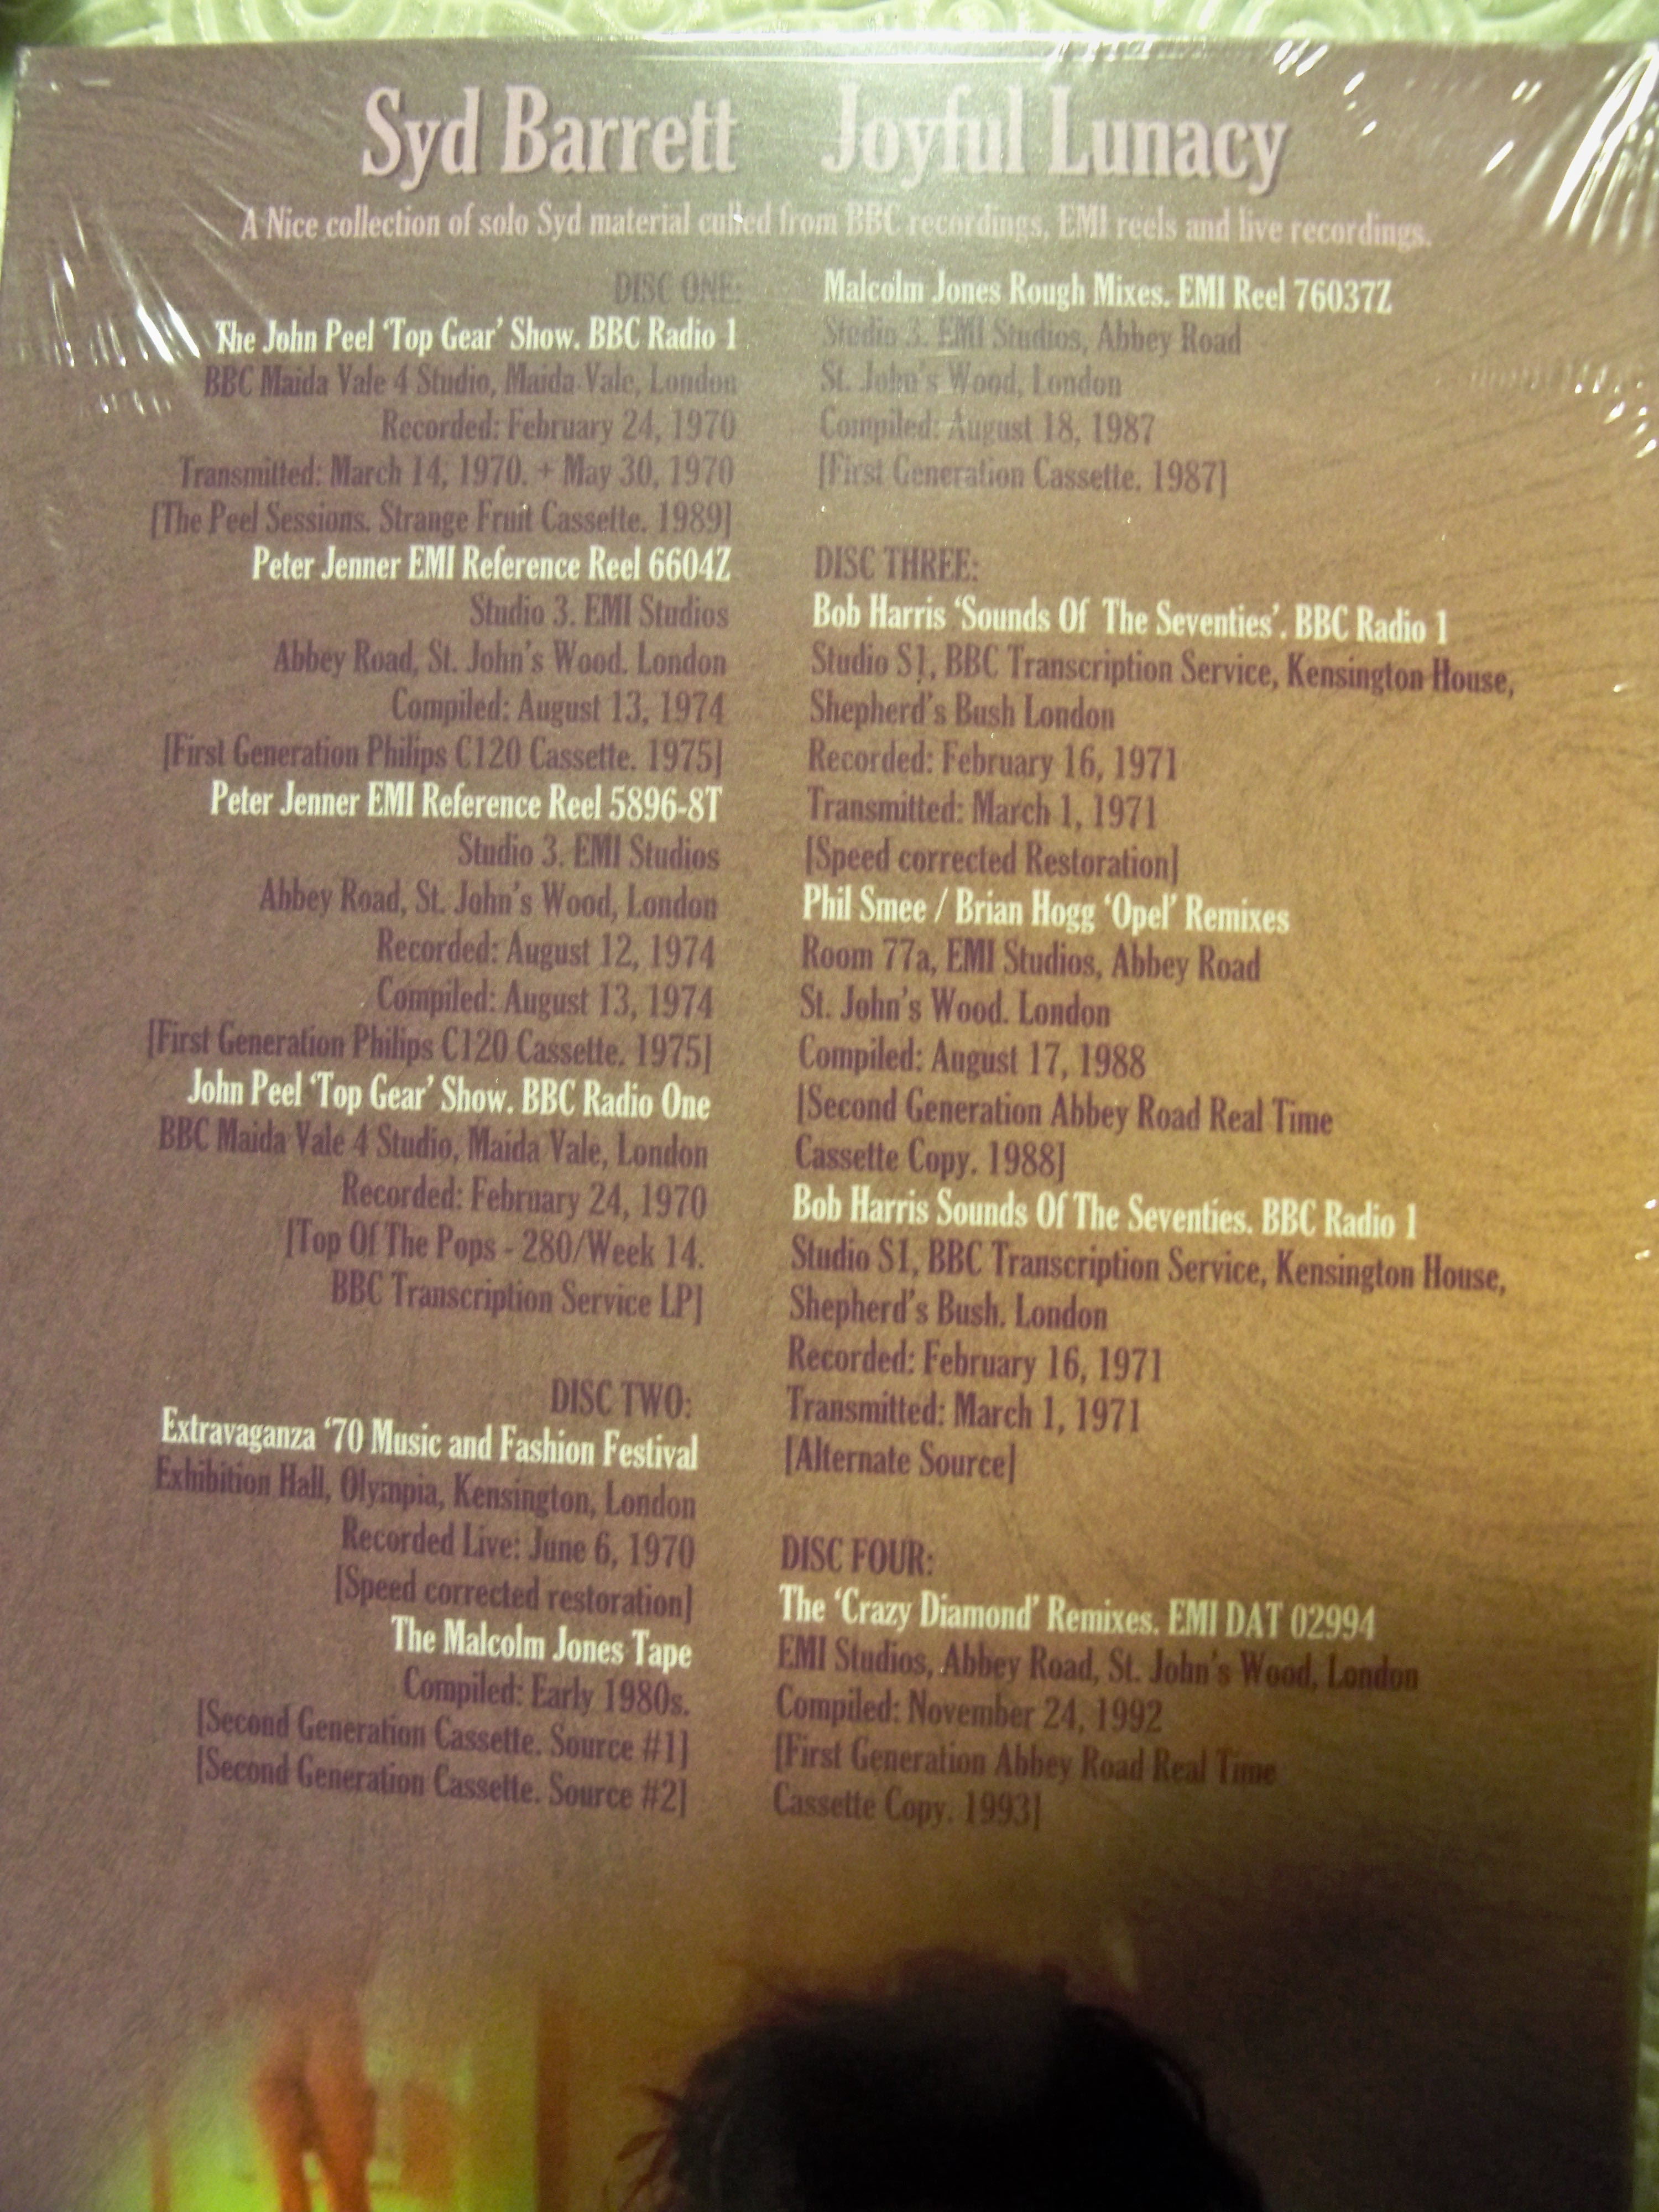 Syd Barrett Joyful Lunacy
A Nice collection of solo Syd material culled from BBC recordings, EMI reels and live recordings.
DISC ONE:
The John Peel ‘Top Gear’ Show. BBC Radio 1
BBC Maida Vale 4 Studio, Maida Vale, London
Recorded: February 24, 1970
Transmitted: March 14, 1970. + May 30, 1970
[The Peel Sessions. Strange Fruit Cassette. 1989]
Peter Jenner EMI Reference Reel 6604Z
Studio 3. EMI Studios
Abbey Road, St. John’s Wood. London
Compiled: August 13, 1974
[First Generation Philips C120 Cassette. 1975]
Peter Jenner EMI Reference Reel 5896-8T
Studio 3. EMI Studios
Abbey Road, St. John’s Wood, London
Recorded: August 12, 1974
Compiled: August 13, 1974
[First Generation Philips C120 Cassette. 1975]
John Peel ‘Top Gear’ Show. BBC Radio One
BBC Maida Vale 4 Studio, Maida Vale, London
Recorded: February 24, 1970
[Top Of The Pops - 280/Week 14.
BBC Transcription Service LP]
DISC TWO:
Extravaganza ‘70 Music and Fashion Festival
Exhibition Hall, Olympia, Kensington, London
Recorded Live: June 6, 1970
[Speed corrected restoration]
The Malcolm Jones Tape
Compiled: Early 1980s.
[Second Generation Cassette. Source #1]
[Second Generation Cassette. Source #2]
Malcolm Jones Rough Mixes. EMI Reel 76037Z
Studio 3. EMI Studios, Abbey Road
St. John’s Wood, London
Compiled: August 18, 1987
[First Generation Cassette. 1987]
DISC THREE:
Bob Harris ‘Sounds Of The Seventies’. BBC Radio 1
Studio S1, BBC Transcription Service, Kensington House,
Shepherd’s Bush London
Recorded: February 16, 1971
Transmitted: March 1, 1971
[Speed corrected Restoration]
Phil Smee / Brian Hogg ‘Opel’ Remixes
Room 77a, EMI Studios, Abbey Road
St. John’s Wood. London
Compiled: August 17, 1988
[Second Generation Abbey Road Real Time
Cassette Copy. 1988]
Bob Harris Sounds Of The Seventies. BBC Radio 1
Studio S1, BBC Transcription Service, Kensington House,
Shepherd’s Bush. London
Recorded: February 16, 1971
Transmitted: March 1, 1971
[Alternate Source]
DISC FOUR:
The ‘Crazy Diamond’ Remixes. EMI DAT 02994
EMI Studios, Abbey Road, St. John’s Wood, London
Compiled: November 24, 1992
[First Generation Abbey Road Real Time
Cassette Copy. 1993]